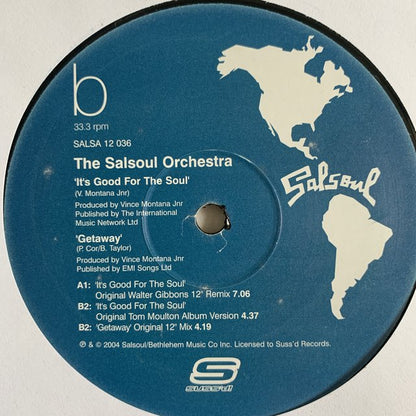 b
33.3 rpm
SALSA 12 036
The Salsoul Orchestra
'It's Good For The Soul'
(V. Montana Jnr)
Produced by Vince Montana Jnr
Published by The International
Music Network Ltd
'Getaway'
(P. Cor/B. Taylor)
Produced by Vince Montana Jnr
Published by EMI Songs Ltd
A1: 'It's Good For The Soul'
Original Walter Gibbons 12" Remix 7.06
B2: 'It's Good For The Soul'
Original Tom Moulton Album Version 4.37
B2: 'Getaway' Original 12" Mix 4.19
℗ & © 2004 Salsoul/Bethlehem Music Co Inc. Licensed to Suss'd Records.
Salsoul
S
suss'd!